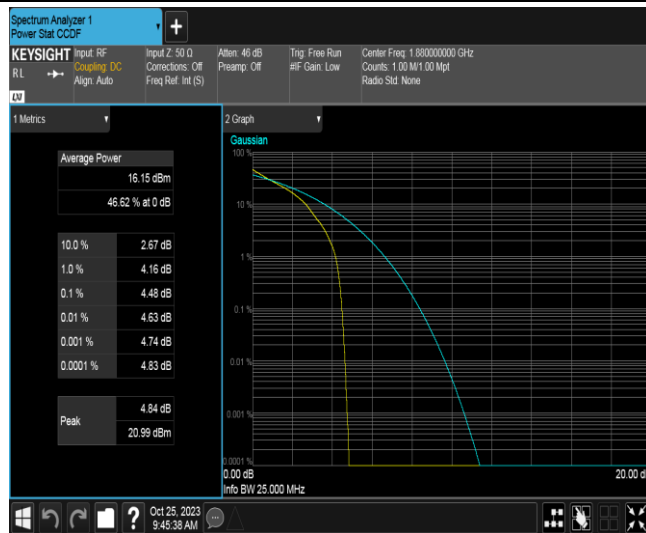 Spectrum Analyzer 1
Power Stat CCDF
+
KEYSIGHT
RL
Input: RF
Coupling: DC
Align: Auto
Input Z: 50 Ω
Corrections: Off
Freq Ref: Int (S)
Atten: 46 dB
Preamp: Off
Trig: Free Run
#IF Gain: Low
Center Freq: 1.880000000 GHz
Counts: 1.00 M/1.00 Mpt
Radio Std: None
1 Metrics
Average Power
16.15 dBm
46.62 % at 0 dB
10.0 % 2.67 dB
1.0 % 4.16 dB
0.1 % 4.48 dB
0.01 % 4.63 dB
0.001 % 4.74 dB
0.0001 % 4.83 dB
Peak
4.84 dB
20.99 dBm
2 Graph
Gaussian
100 %
10 %
1 %
0.1 %
0.01 %
0.001 %
0.0001 %
0.00 dB 20.00 d
Info BW 25.000 MHz
?
Oct 25, 2023
9:45:38 AM